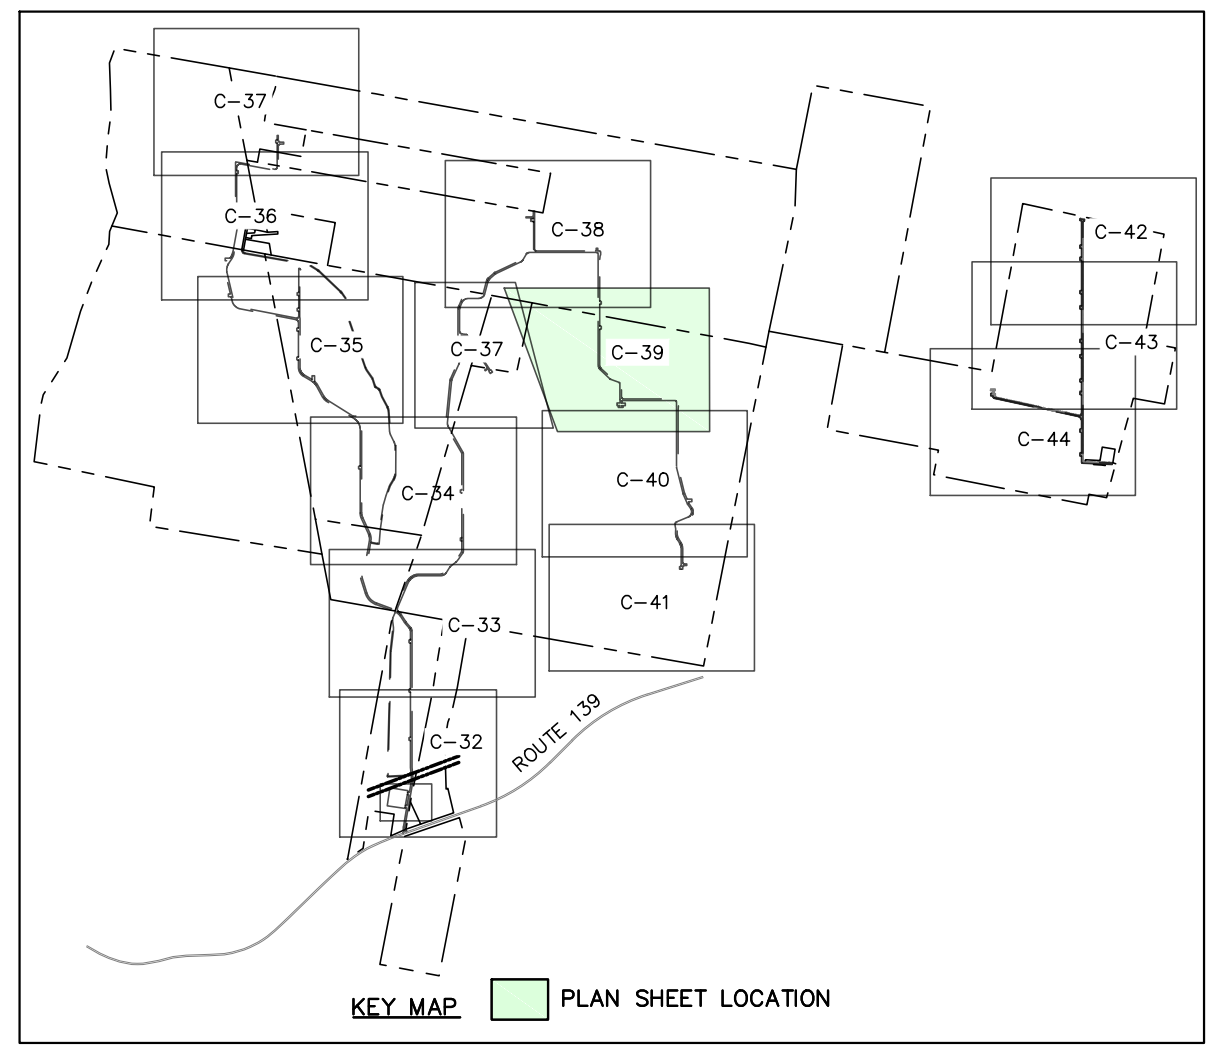 C-37
C-36
C-38
C-42
C-35
C-37
C-39
C-43
C-44
C-34
C-40
C-41
C-33
C-32
ROUTE 139
KEY MAP
PLAN SHEET LOCATION